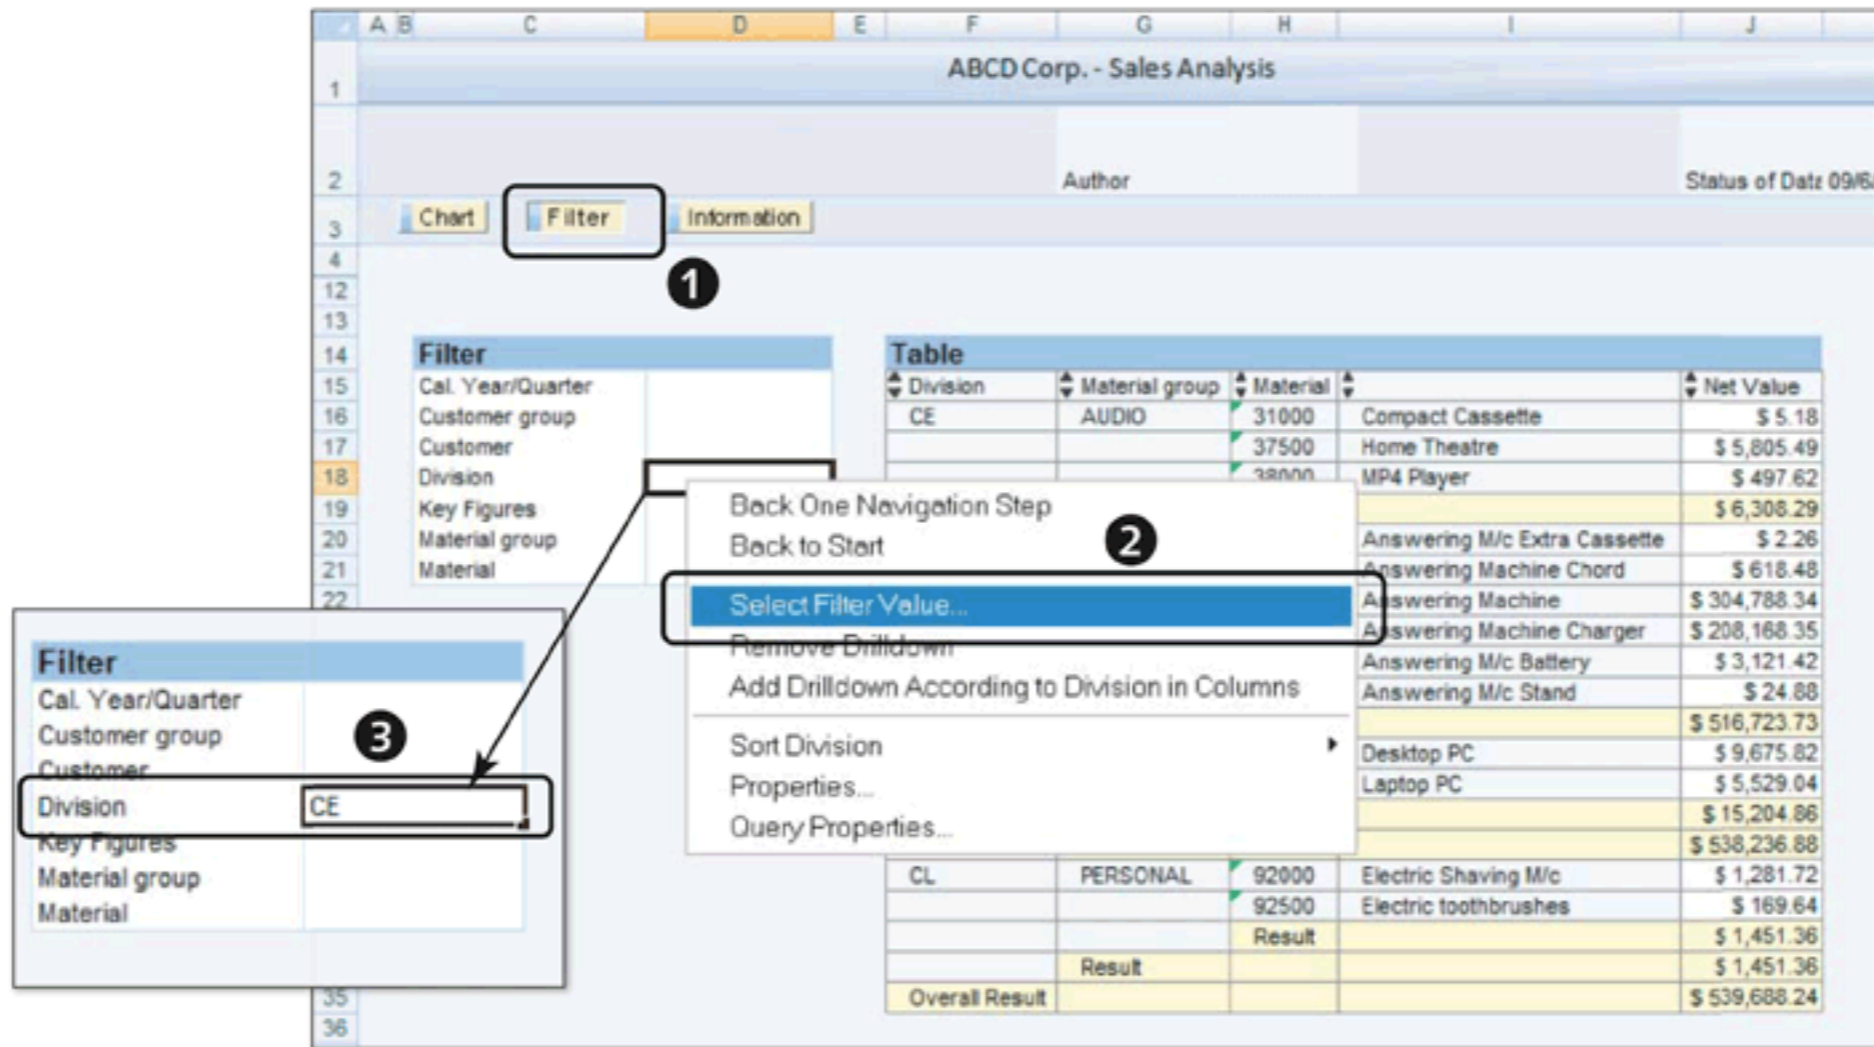 A B C D E F G H I J
1 ABCD Corp. - Sales Analysis
2 Author Status of Data 09/6/
3 Chart Filter Information
❶
4
12
13
14 Filter Table
15 Cal. Year/Quarter Division Material group Material Net Value
16 Customer group CE AUDIO 31000 Compact Cassette $ 5.18
17 Customer 37500 Home Theatre $ 5,805.49
18 Division 38000 MP4 Player $ 497.62
19 Key Figures $ 6,308.29
20 Material group Answering M/c Extra Cassette $ 2.26
21 Material Answering Machine Chord $ 618.48
22 Answering Machine $ 304,788.34
Answering Machine Charger $ 208,168.35
Answering M/c Battery $ 3,121.42
Answering M/c Stand $ 24.88
$ 516,723.73
Desktop PC $ 9,675.82
Laptop PC $ 5,529.04
$ 15,204.86
$ 538,236.88
CL PERSONAL 92000 Electric Shaving M/c $ 1,281.72
92500 Electric toothbrushes $ 169.64
Result $ 1,451.36
Result $ 1,451.36
35 Overall Result $ 539,688.24
36
Back One Navigation Step
❷
Back to Start
Select Filter Value...
Remove Drilldown
Add Drilldown According to Division in Columns
Sort Division
Properties...
Query Properties...
Filter
Cal. Year/Quarter
❸
Customer group
Customer
Division CE
Key Figures
Material group
Material